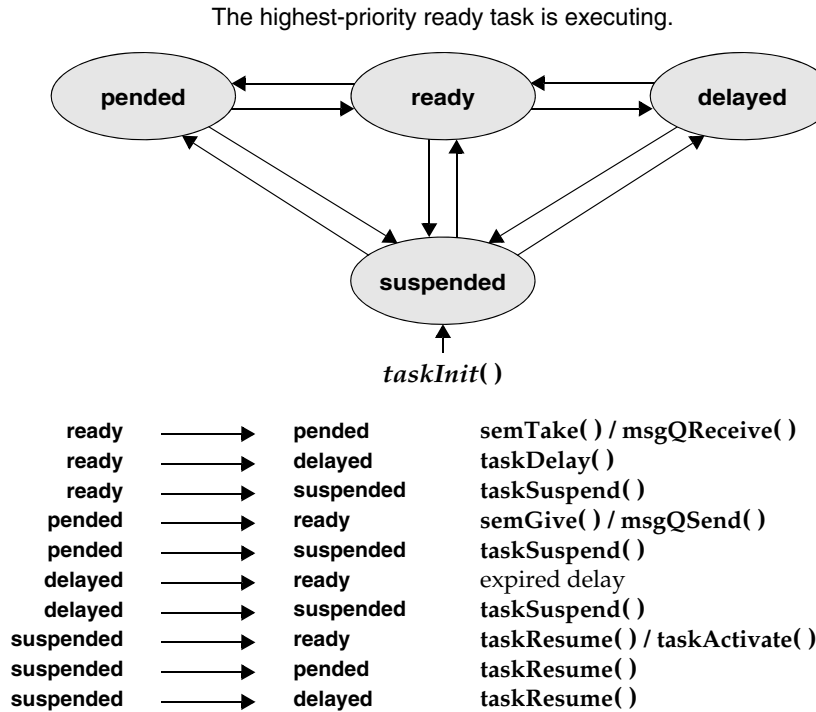 The highest-priority ready task is executing.
pended ready delayed
suspended
taskInit( )
ready pended semTake( ) / msgQReceive( )
ready delayed taskDelay( )
ready suspended taskSuspend( )
pended ready semGive( ) / msgQSend( )
pended suspended taskSuspend( )
delayed ready expired delay
delayed suspended taskSuspend( )
suspended ready taskResume( ) / taskActivate( )
suspended pended taskResume( )
suspended delayed taskResume( )